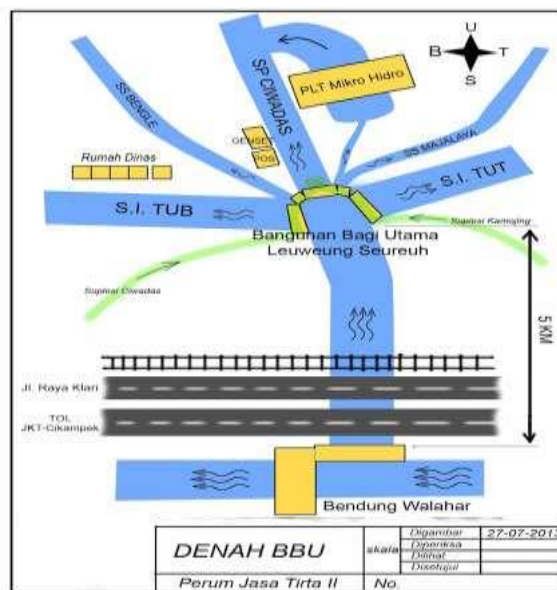 U
B T
S
PLT Mikro Hidro
SP CIWADAS
SS BENGLE
GENSET
POS
SS MAJALAYA
Rumah Dinas
S.I. TUT
S.I. TUB
Bangunan Bagi Utama
Leuweung Seureuh
Suplesi Ciwadas
5 KM
Jl. Raya Klari
TOL
JKT-Cikampek
Bendung Walahar
DENAH BBU
skala
Digambar 27-07-2013
Diperiksa
Dilihat
Disetujui
Perum Jasa Tirta II No.